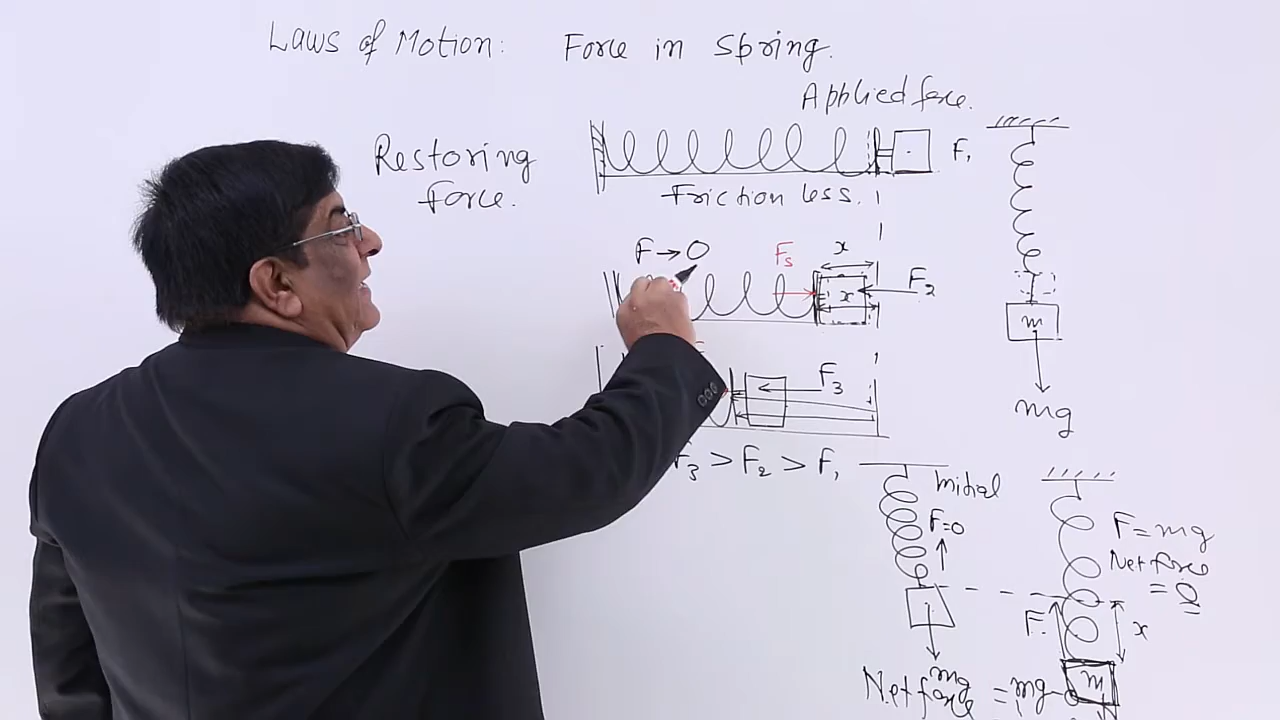 Laws of Motion: Force in Spring.
Applied force.
Restoring
force.
F₁
Friction less.
F → 0
Fs
x
x
F₂
m
mg
F₃
F₃ > F₂ > F₁
Initial
F=0
mg
Net force = mg - 0
F = mg
Net force
= 0
F
x
m